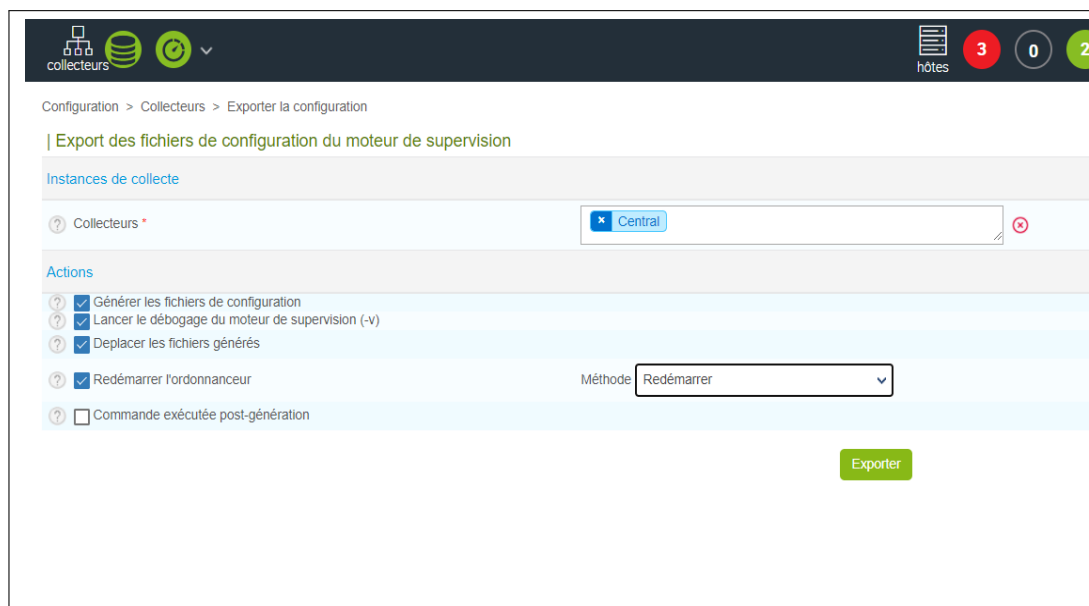 collecteurs
hôtes
3
0
2
Configuration > Collecteurs > Exporter la configuration
| Export des fichiers de configuration du moteur de supervision
Instances de collecte
? Collecteurs *
× Central
Actions
? Générer les fichiers de configuration
? Lancer le débogage du moteur de supervision (-v)
? Deplacer les fichiers générés
? Redémarrer l'ordonnanceur Méthode Redémarrer
? Commande exécutée post-génération
Exporter